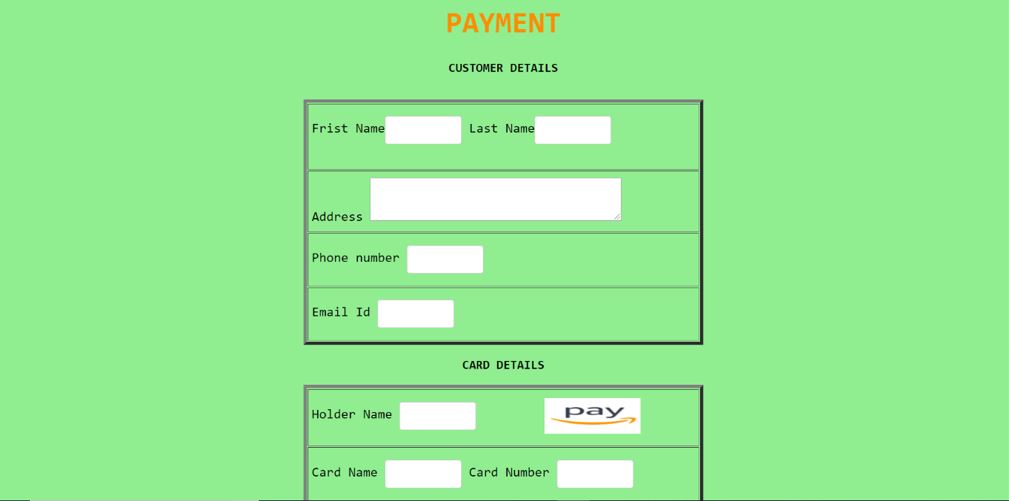 PAYMENT
CUSTOMER DETAILS
Frist Name Last Name
Address
Phone number
Email Id
CARD DETAILS
Holder Name pay
Card Name Card Number